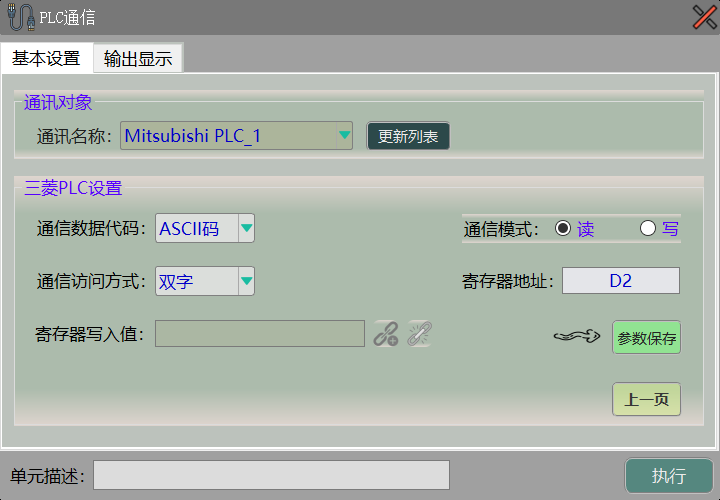 PLC通信
基本设置 输出显示
通讯对象
通讯名称： Mitsubishi PLC_1 更新列表
三菱PLC设置
通信数据代码： ASCII码 通信模式： 读 写
通信访问方式： 双字 寄存器地址： D2
寄存器写入值： 参数保存
上一页
单元描述： 执行